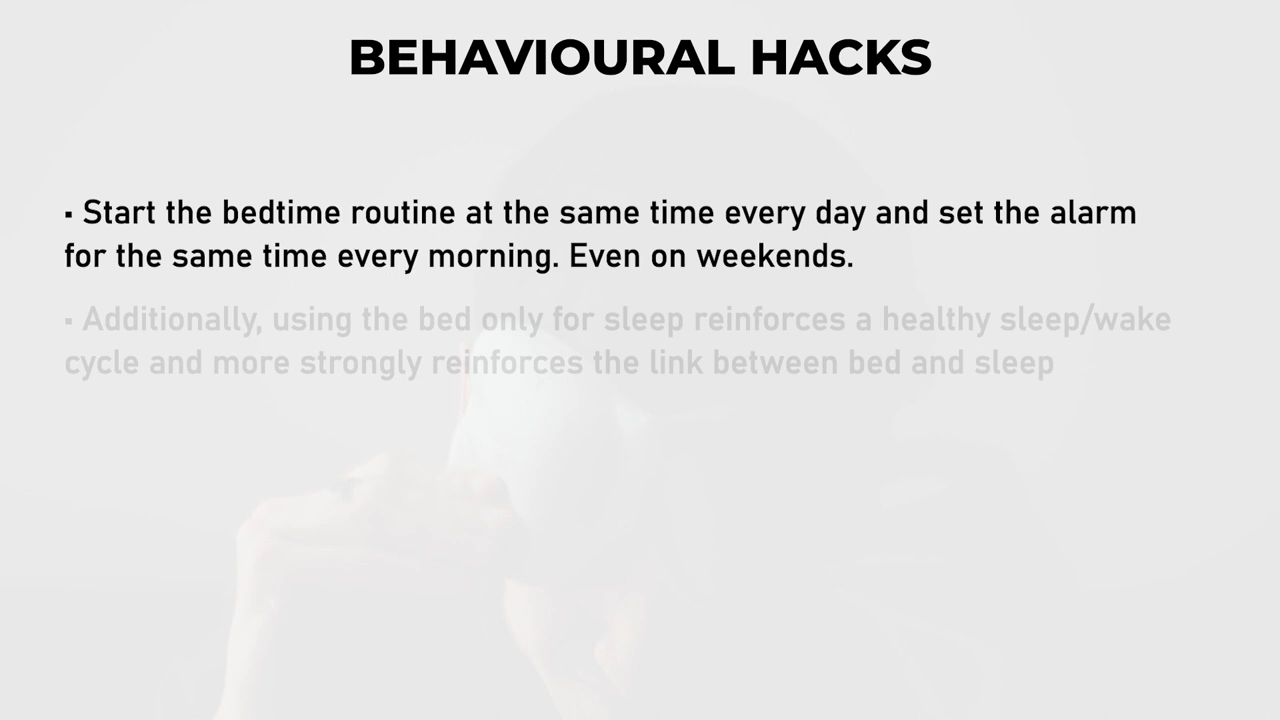 BEHAVIOURAL HACKS
▪ Start the bedtime routine at the same time every day and set the alarm
for the same time every morning. Even on weekends.
▪ Additionally, using the bed only for sleep reinforces a healthy sleep/wake
cycle and more strongly reinforces the link between bed and sleep